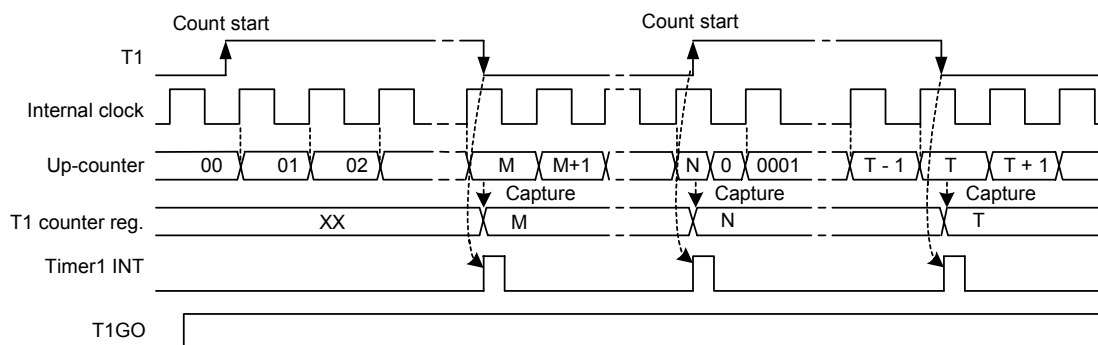 Count start Count start
T1
Internal clock
Up-counter 00 01 02 M M+1 N 0 0001 T - 1 T T + 1
Capture Capture Capture
T1 counter reg. XX M N T
Timer1 INT
T1GO